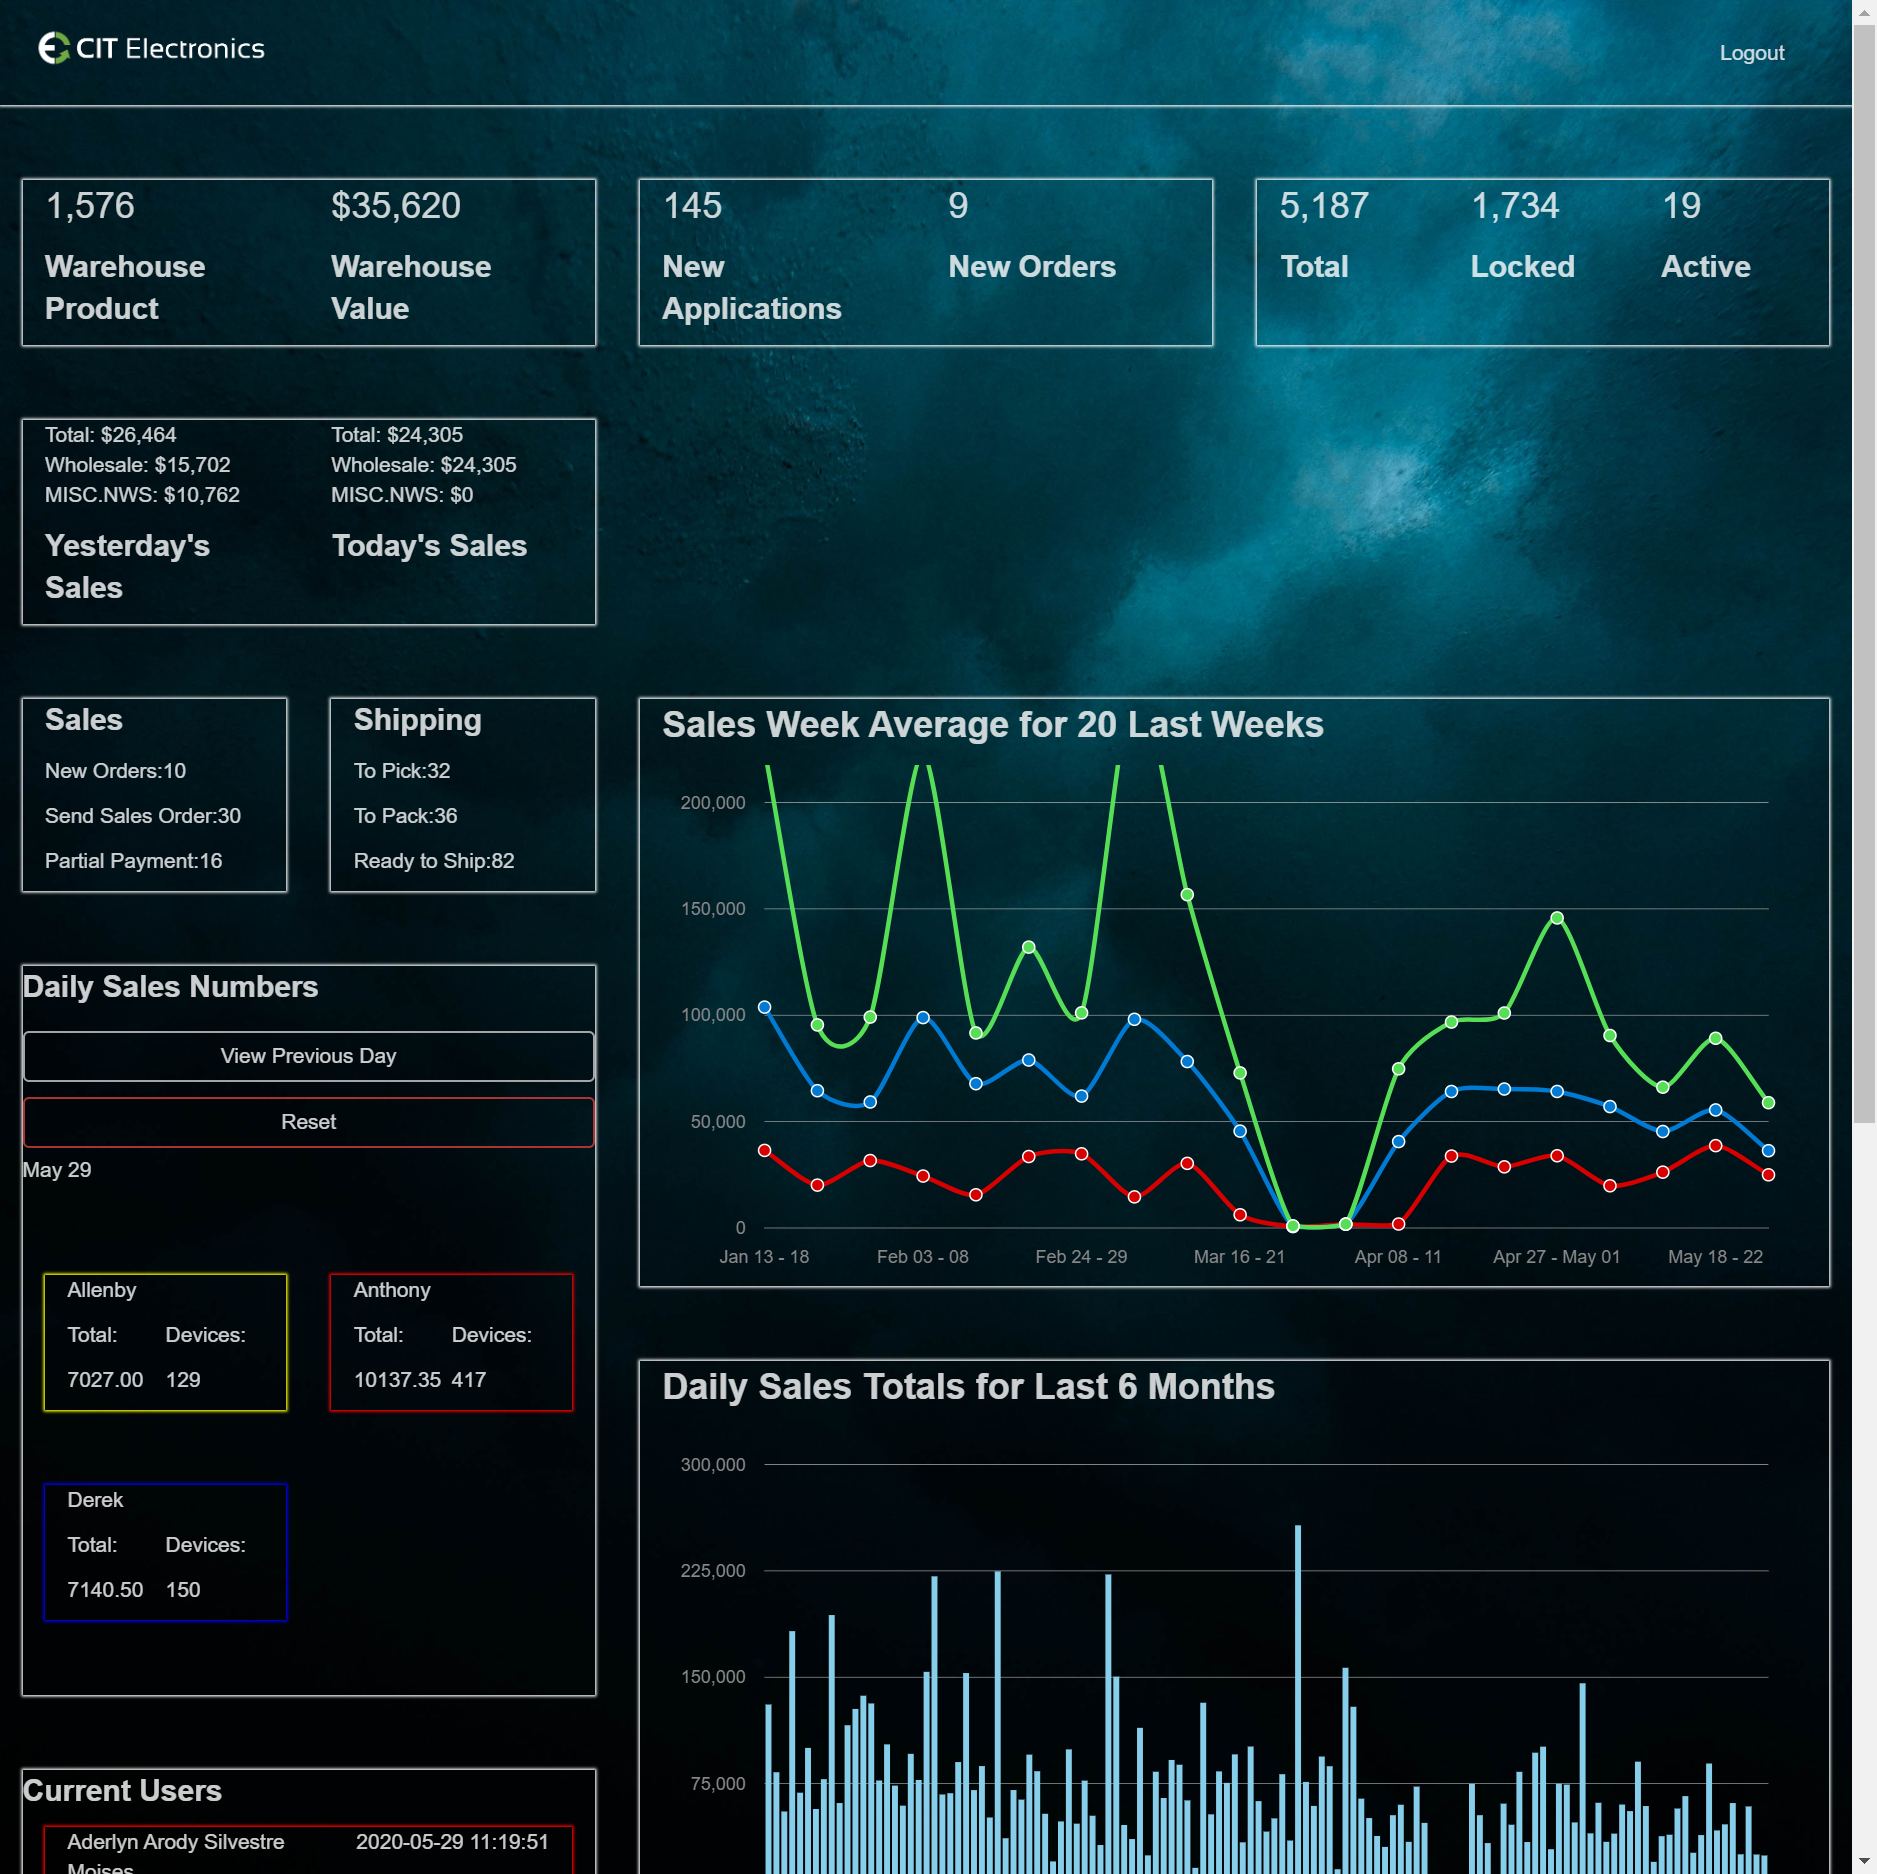 CIT Electronics
Logout
1,576
Warehouse
Product
$35,620
Warehouse
Value
145
New
Applications
9
New Orders
5,187
Total
1,734
Locked
19
Active
Total: $26,464
Wholesale: $15,702
MISC.NWS: $10,762
Yesterday's
Sales
Total: $24,305
Wholesale: $24,305
MISC.NWS: $0
Today's Sales
Sales
New Orders:10
Send Sales Order:30
Partial Payment:16
Shipping
To Pick:32
To Pack:36
Ready to Ship:82
Sales Week Average for 20 Last Weeks
200,000
150,000
100,000
50,000
0
Jan 13 - 18
Feb 03 - 08
Feb 24 - 29
Mar 16 - 21
Apr 08 - 11
Apr 27 - May 01
May 18 - 22
Daily Sales Numbers
View Previous Day
Reset
May 29
Allenby
Total: Devices:
7027.00 129
Anthony
Total: Devices:
10137.35 417
Derek
Total: Devices:
7140.50 150
Daily Sales Totals for Last 6 Months
300,000
225,000
150,000
75,000
Current Users
Aderlyn Arody Silvestre 2020-05-29 11:19:51
Moises